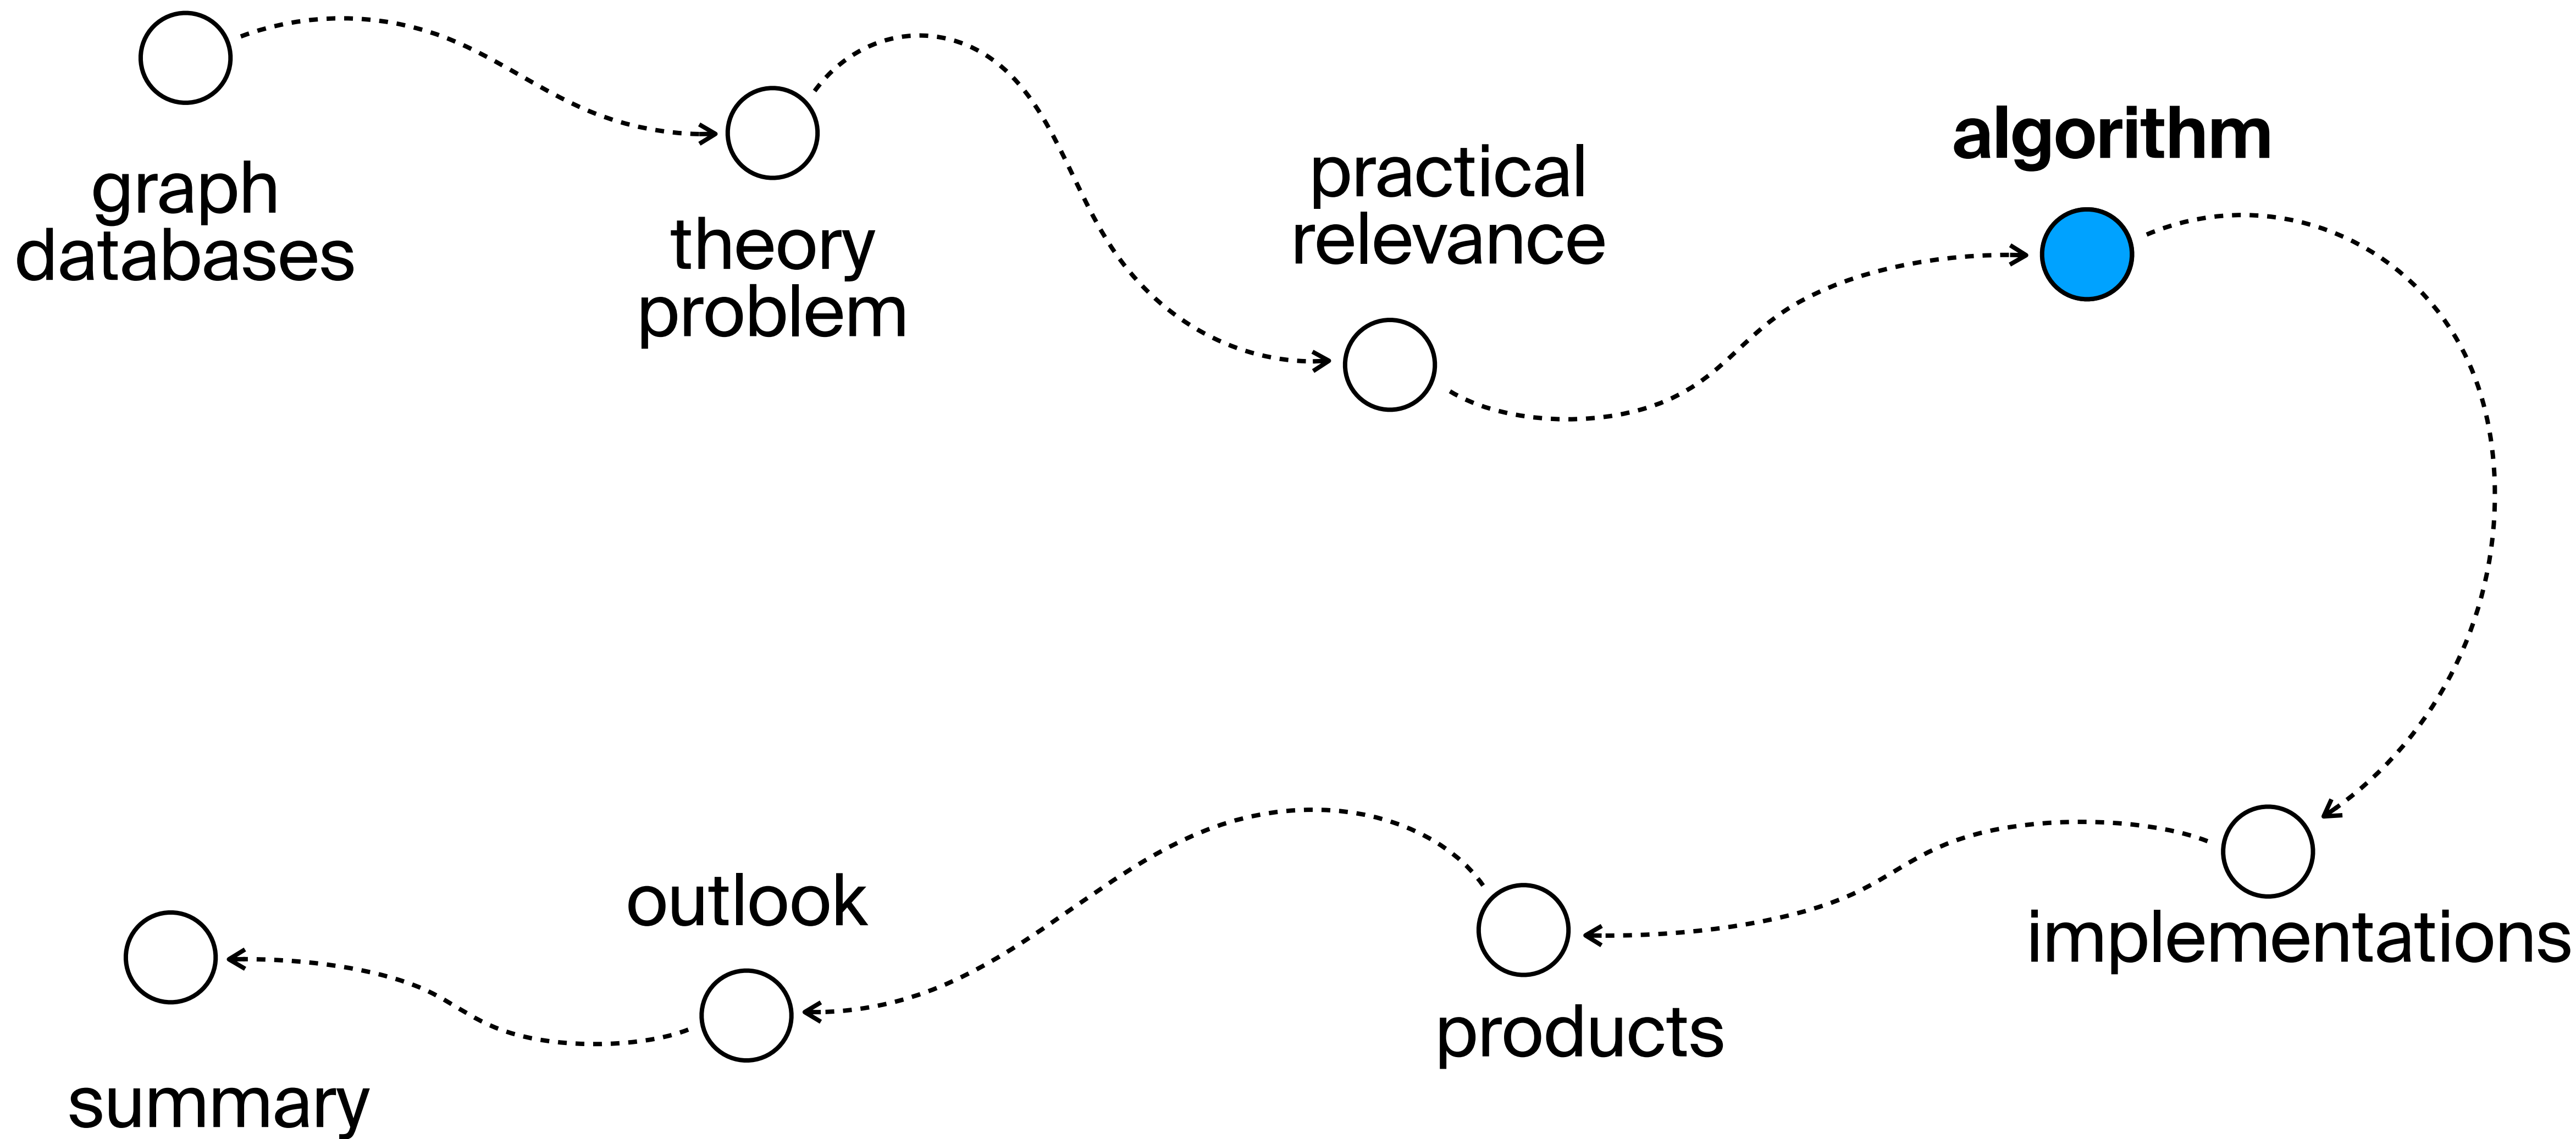 graph
databases
theory
problem
practical
relevance
algorithm
implementations
products
outlook
summary